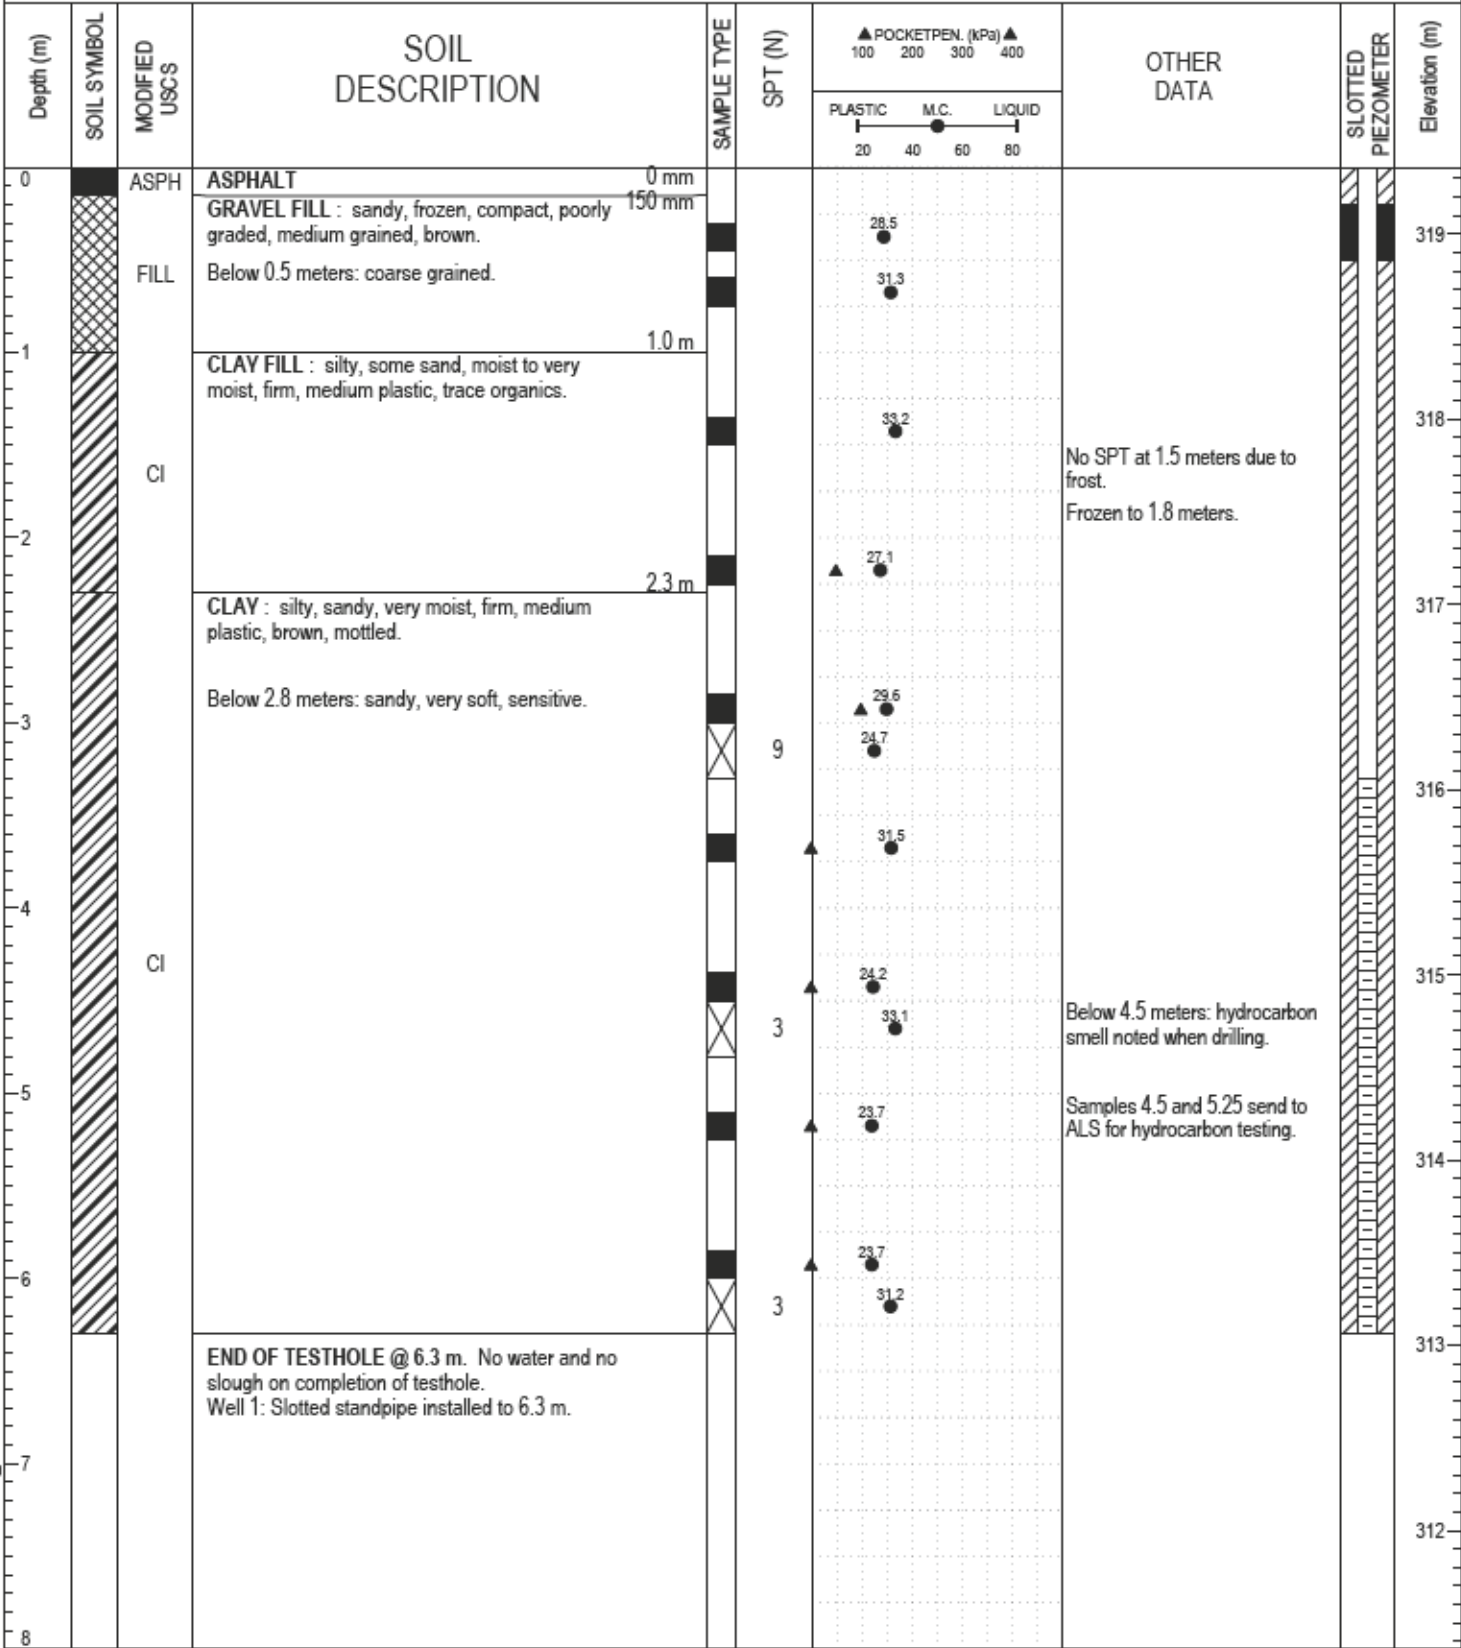 Depth (m)
SOIL SYMBOL
MODIFIED
USCS
SOIL
DESCRIPTION
SAMPLE TYPE
SPT (N)
▲ POCKETPEN. (kPa) ▲
100 200 300 400
PLASTIC M.C. LIQUID
20 40 60 80
OTHER
DATA
SLOTTED
PIEZOMETER
Elevation (m)
0
ASPH
ASPHALT 0 mm
150 mm
GRAVEL FILL : sandy, frozen, compact, poorly
graded, medium grained, brown.
28.5
319
FILL
Below 0.5 meters: coarse grained.
31.3
1.0 m
1
CLAY FILL : silty, some sand, moist to very
moist, firm, medium plastic, trace organics.
33.2
318
CI
No SPT at 1.5 meters due to
frost.
Frozen to 1.8 meters.
2
27.1
2.3 m
CLAY : silty, sandy, very moist, firm, medium
plastic, brown, mottled.
317
Below 2.8 meters: sandy, very soft, sensitive.
29.6
3
9
24.7
316
31.5
4
CI
24.2
315
Below 4.5 meters: hydrocarbon
smell noted when drilling.
3
33.1
5
Samples 4.5 and 5.25 send to
ALS for hydrocarbon testing.
23.7
314
23.7
6
3
31.2
313
END OF TESTHOLE @ 6.3 m. No water and no
slough on completion of testhole.
Well 1: Slotted standpipe installed to 6.3 m.
7
312
8